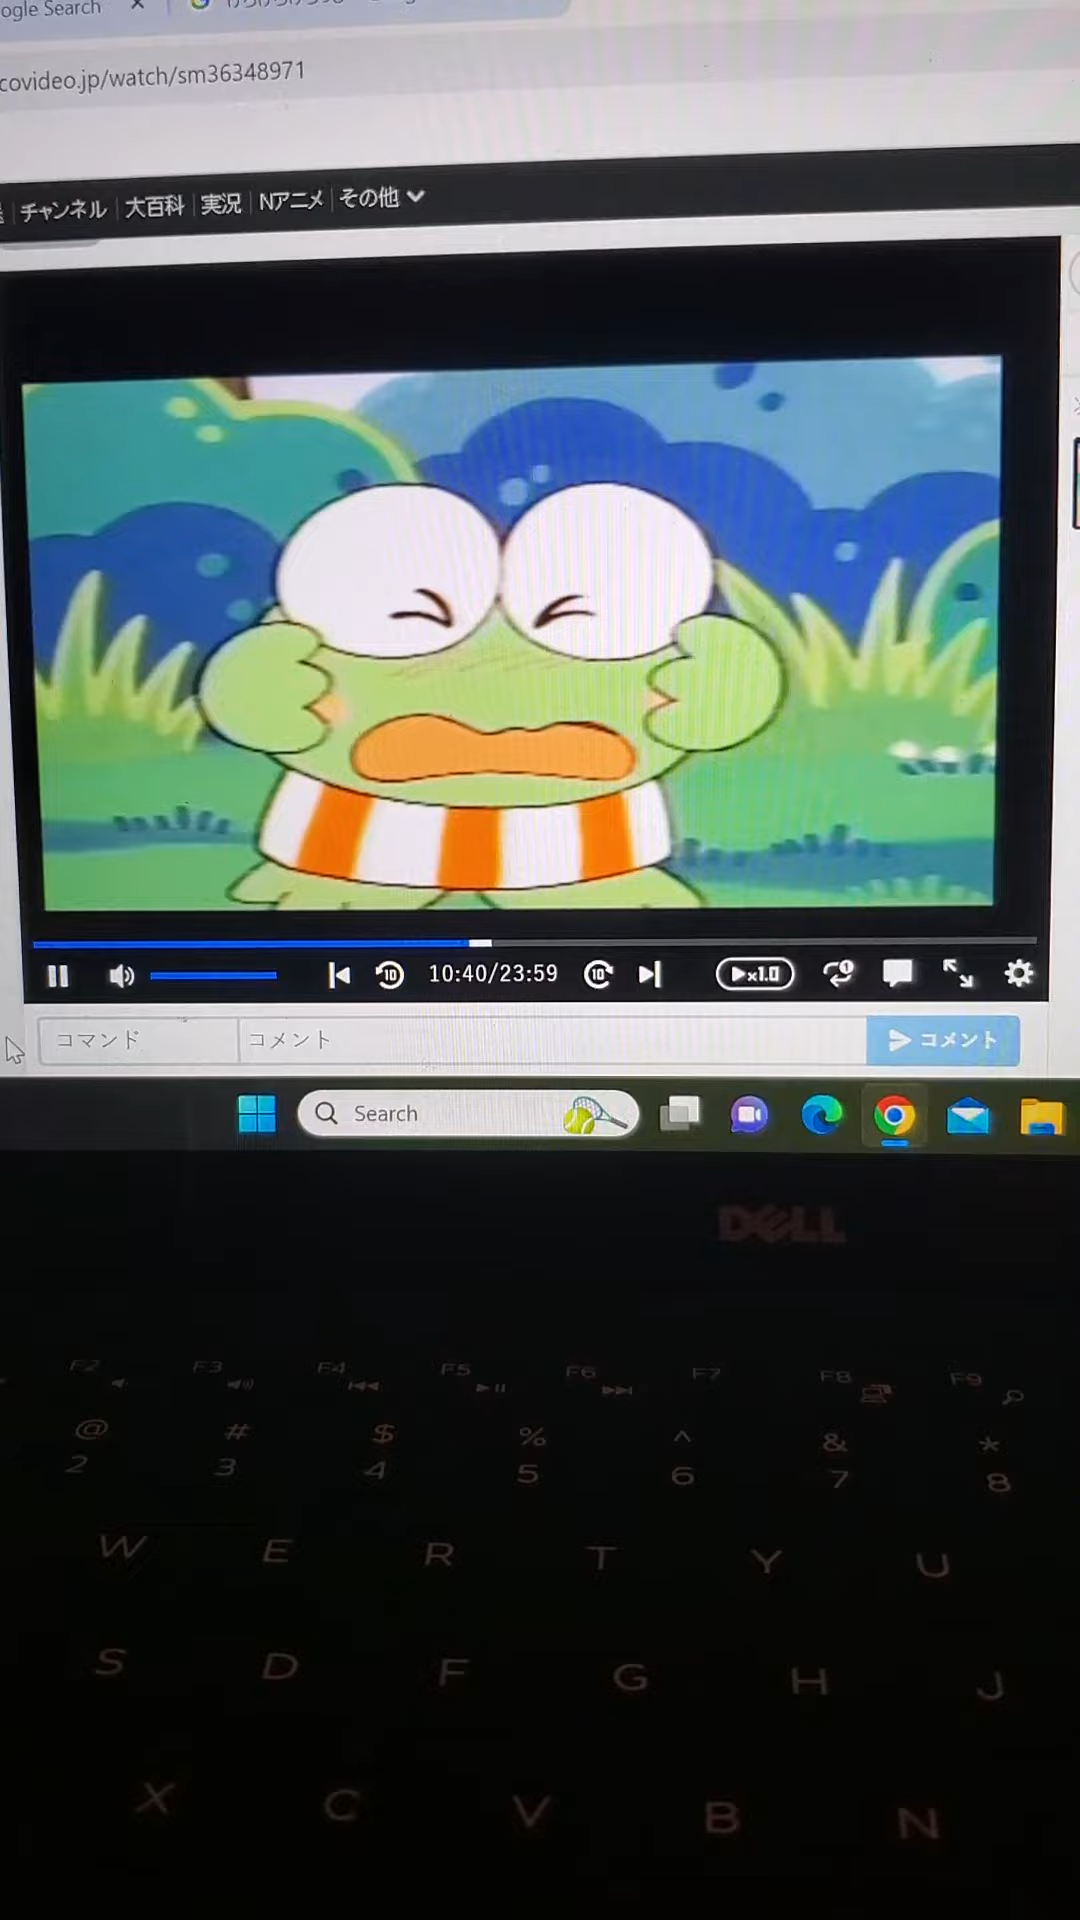 ogle Search ×
covideo.jp/watch/sm36348971
チャンネル | 大百科 | 実況 | Nアニメ | その他
10 10:40/23:59 10 ▶x1.0
コマンド コメント コメント
Search
DELL
F2 F3 F4 F5 F6 F7 F8 F9
@ # $ % ^ & *
2 3 4 5 6 7 8
W E R T Y U
S D F G H J
X C V B N